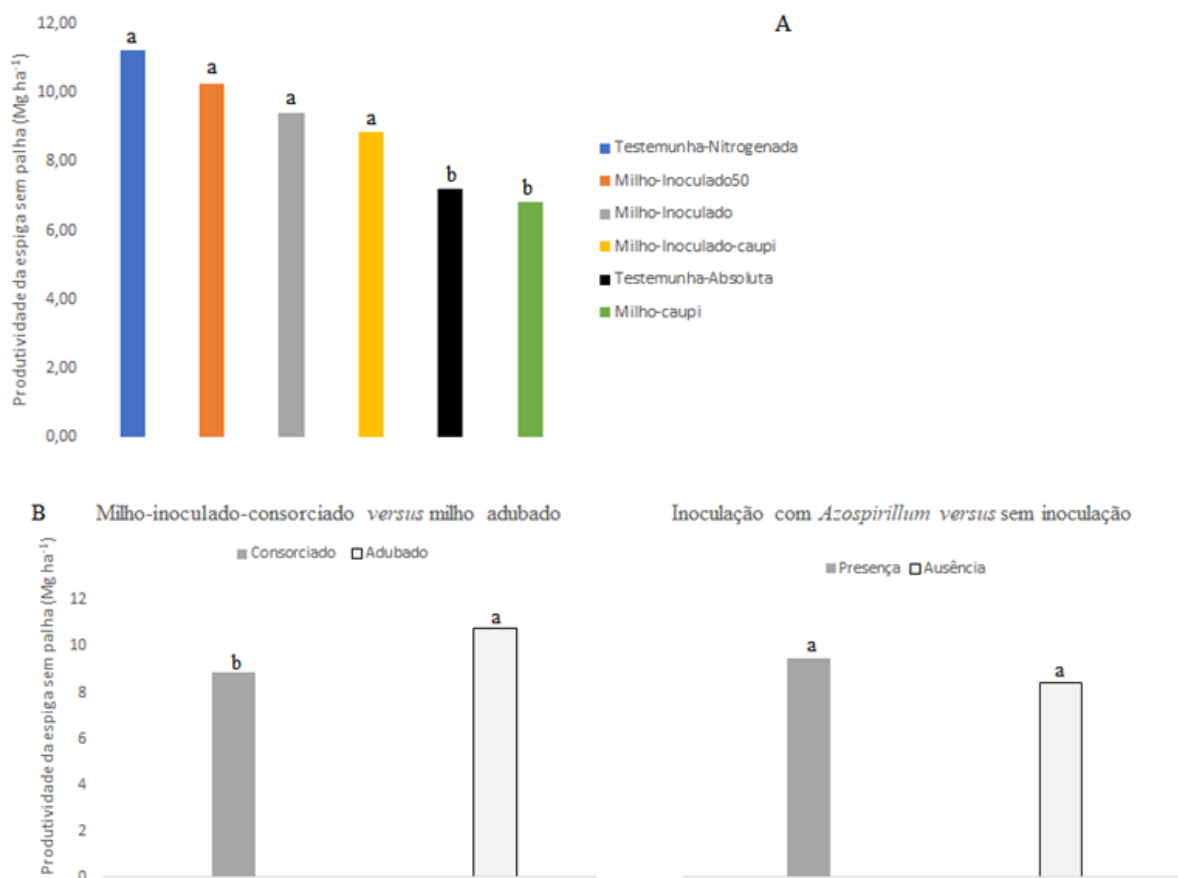 A
Produtividade da espiga sem palha (Mg ha⁻¹)
12,00
10,00
8,00
6,00
4,00
2,00
0,00
a
a
a
a
b
b
Testemunha-Nitrogenada
Milho-Inoculado50
Milho-Inoculado
Milho-Inoculado-caupi
Testemunha-Absoluta
Milho-caupi
B
Milho-inoculado-consorciado versus milho adubado
Consorciado Adubado
Produtividade da espiga sem palha (Mg ha⁻¹)
12
10
8
6
4
2
0
b
a
Inoculação com Azospirillum versus sem inoculação
Presença Ausência
a
a